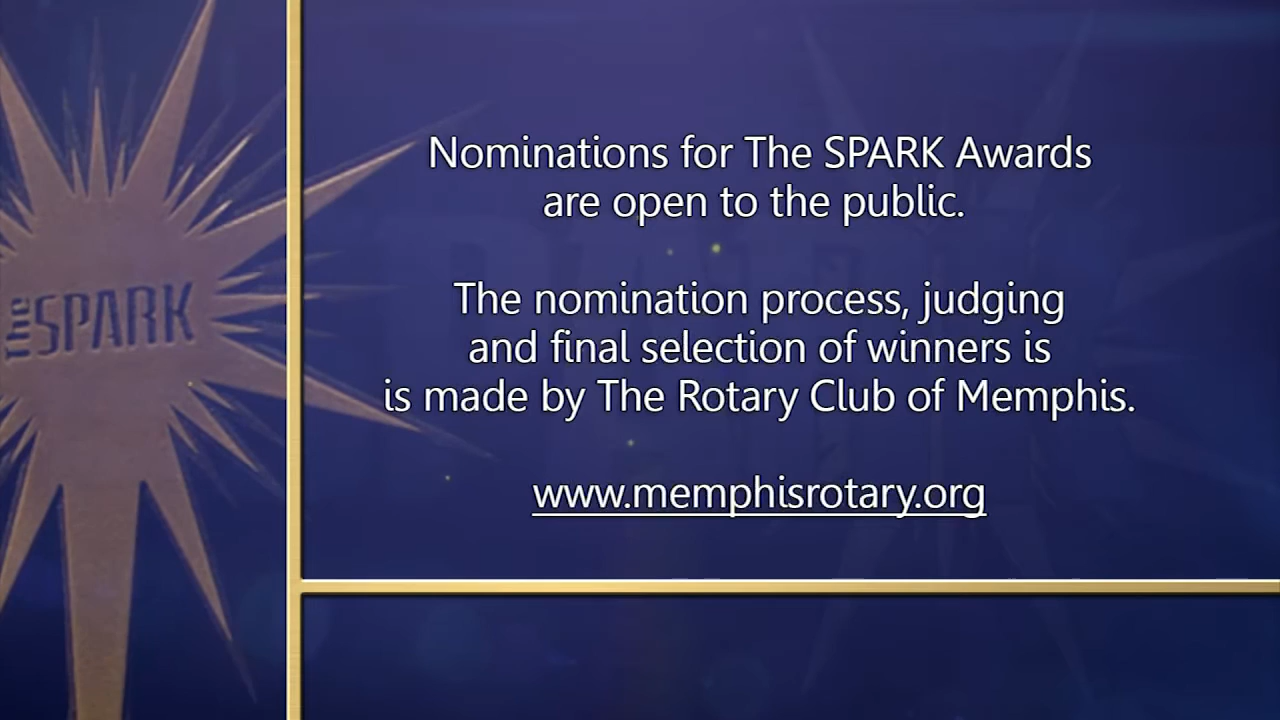 The SPARK
Nominations for The SPARK Awards
are open to the public.
The nomination process, judging
and final selection of winners is
is made by The Rotary Club of Memphis.
www.memphisrotary.org